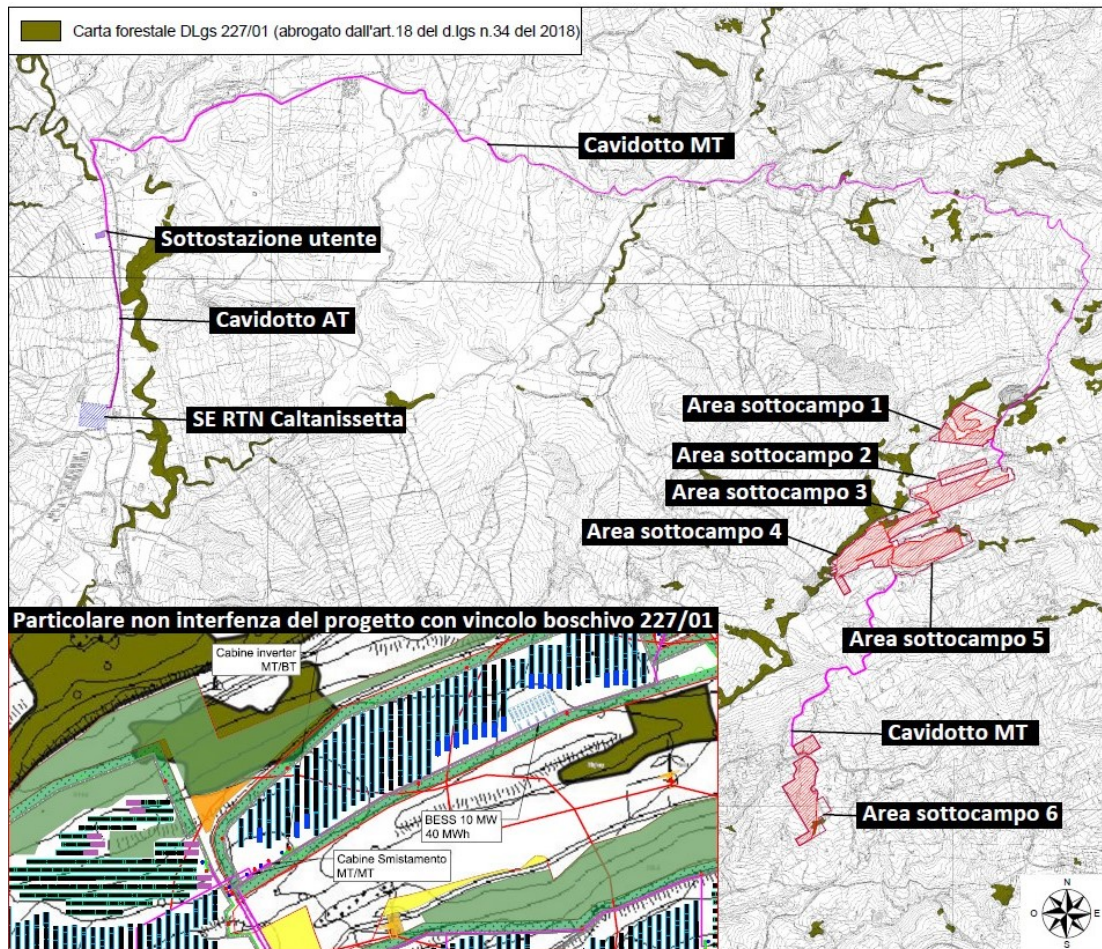 Carta forestale DLgs 227/01 (abrogato dall'art.18 del d.lgs n.34 del 2018)
Cavidotto MT
Sottostazione utente
Cavidotto AT
SE RTN Caltanissetta
Area sottocampo 1
Area sottocampo 2
Area sottocampo 3
Area sottocampo 4
Area sottocampo 5
Particolare non interfenza del progetto con vincolo boschivo 227/01
Cabine inverter
MT/BT
BESS 10 MW
40 MWh
Cabine Smistamento
MT/MT
Cavidotto MT
Area sottocampo 6
N
O
E
S